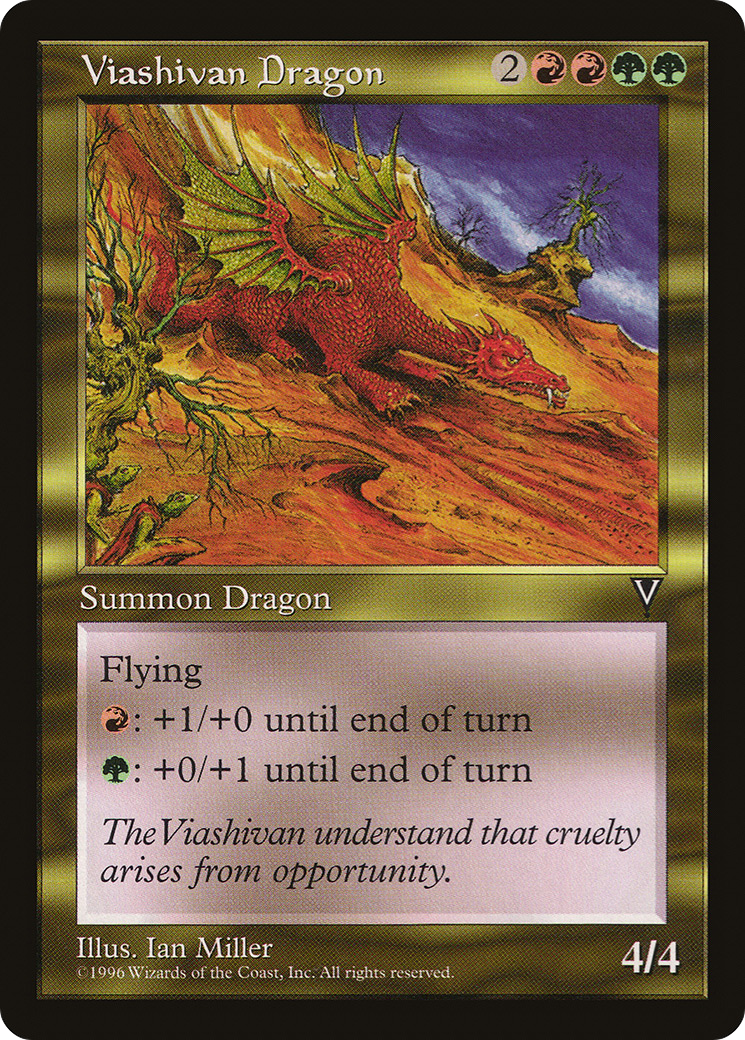 Viashivan Dragon 2
Summon Dragon V
Flying
: +1/+0 until end of turn
: +0/+1 until end of turn
The Viashivan understand that cruelty
arises from opportunity.
Illus. Ian Miller
©1996 Wizards of the Coast, Inc. All rights reserved.
4/4